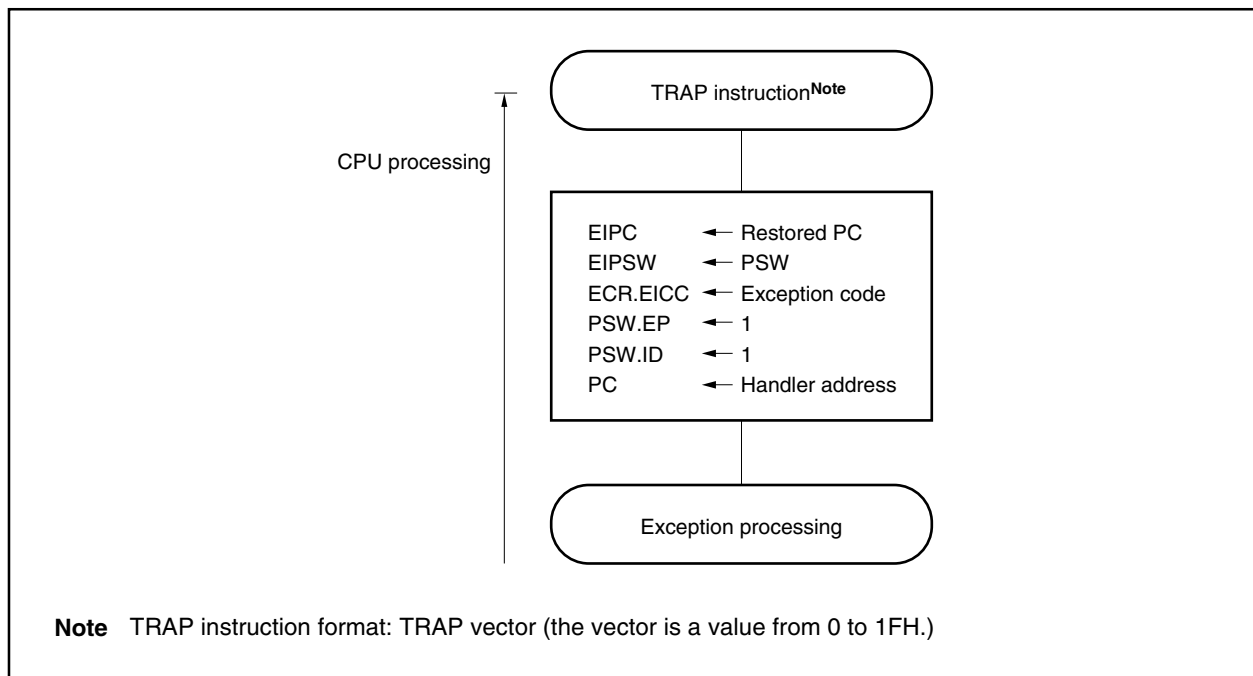 TRAP instructionNote
CPU processing
EIPC ← Restored PC
EIPSW ← PSW
ECR.EICC ← Exception code
PSW.EP ← 1
PSW.ID ← 1
PC ← Handler address
Exception processing
Note TRAP instruction format: TRAP vector (the vector is a value from 0 to 1FH.)